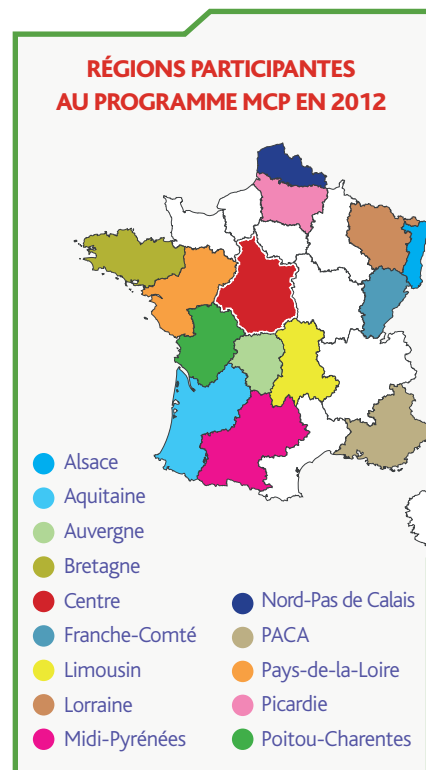 RÉGIONS PARTICIPANTES
AU PROGRAMME MCP EN 2012
Alsace
Aquitaine
Auvergne
Bretagne
Centre
Franche-Comté
Limousin
Lorraine
Midi-Pyrénées
Nord-Pas de Calais
PACA
Pays-de-la-Loire
Picardie
Poitou-Charentes